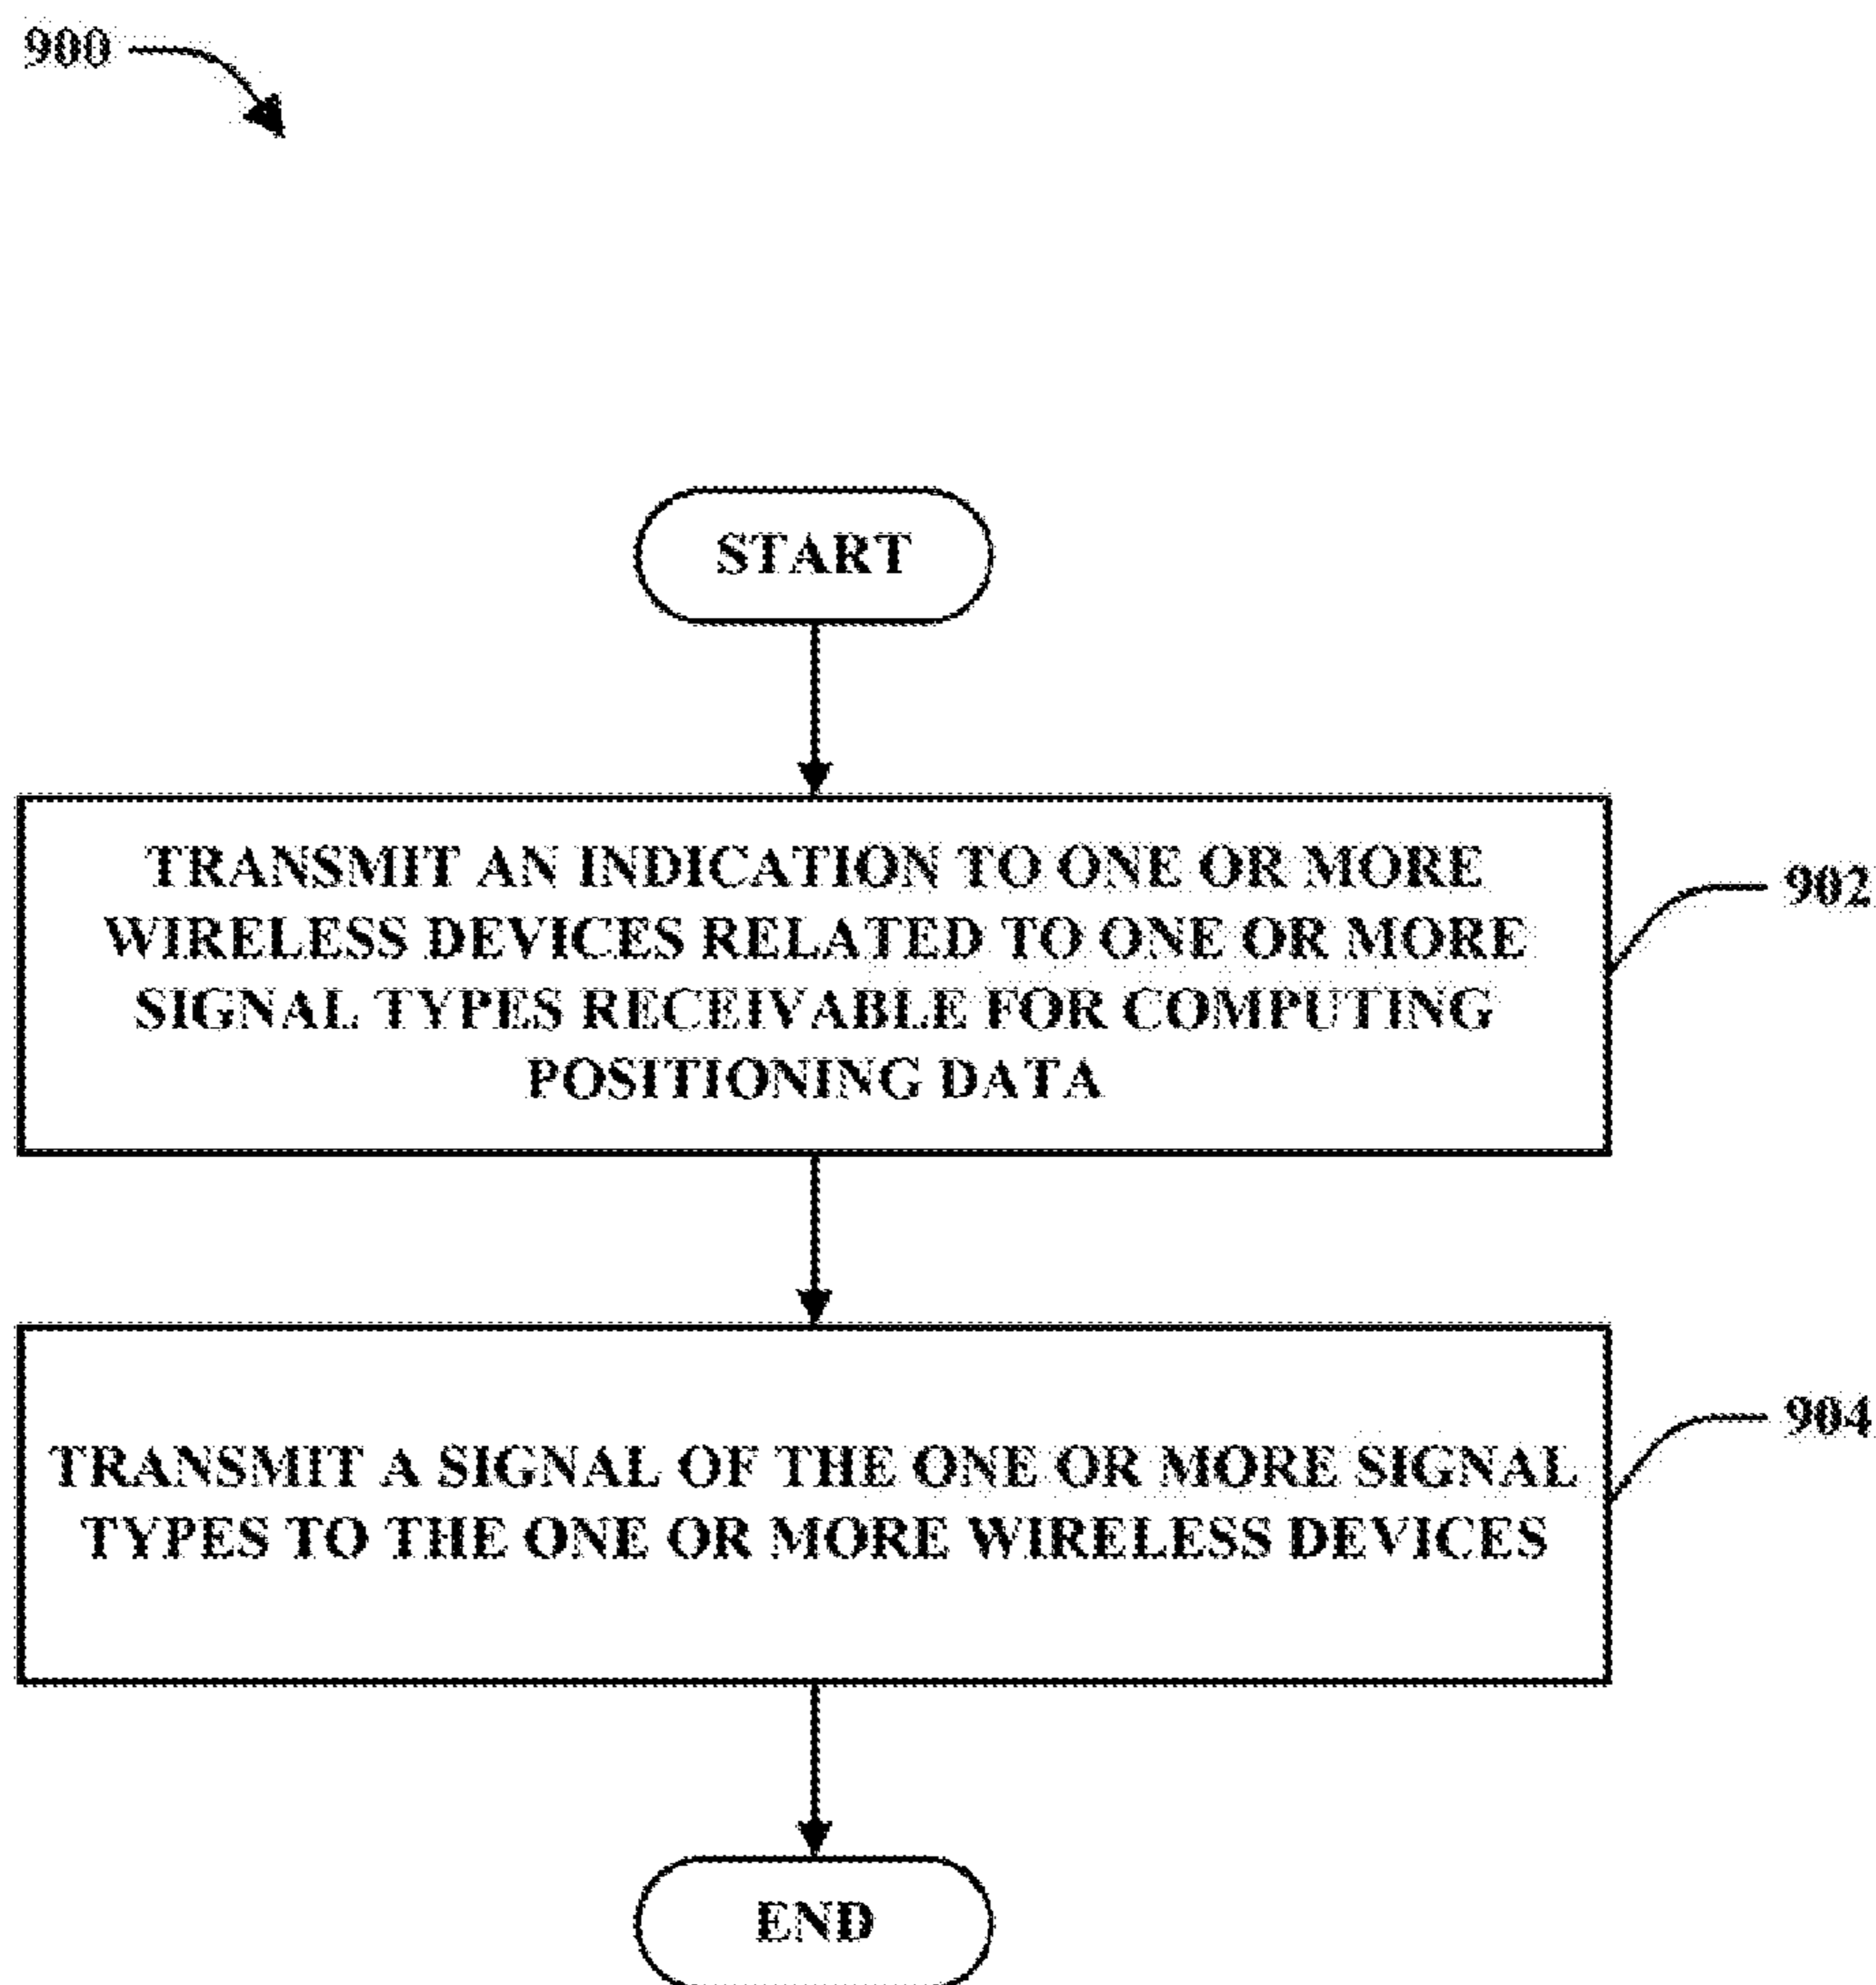 900
START
TRANSMIT AN INDICATION TO ONE OR MORE
WIRELESS DEVICES RELATED TO ONE OR MORE
SIGNAL TYPES RECEIVABLE FOR COMPUTING
POSITIONING DATA
902
TRANSMIT A SIGNAL OF THE ONE OR MORE SIGNAL
TYPES TO THE ONE OR MORE WIRELESS DEVICES
904
END